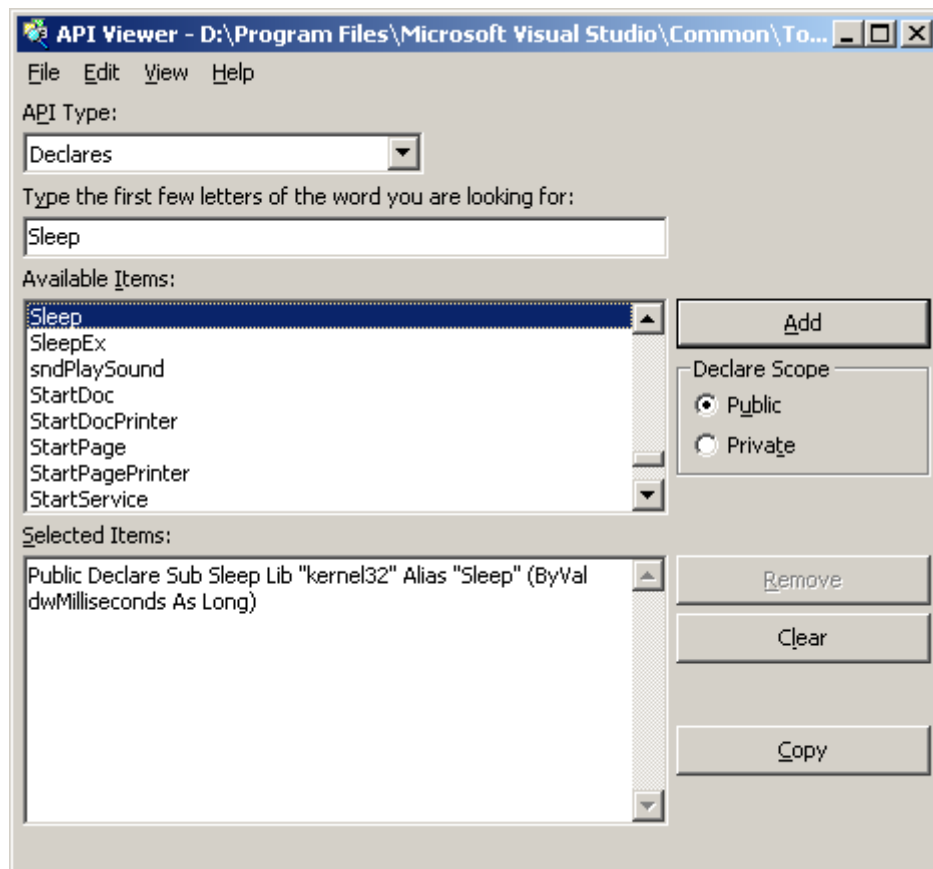 API Viewer - D:\Program Files\Microsoft Visual Studio\Common\To...
File Edit View Help
API Type:
Declares
Type the first few letters of the word you are looking for:
Sleep
Available Items:
Sleep
SleepEx
sndPlaySound
StartDoc
StartDocPrinter
StartPage
StartPagePrinter
StartService
Add
Declare Scope
Public
Private
Selected Items:
Public Declare Sub Sleep Lib "kernel32" Alias "Sleep" (ByVal
dwMilliseconds As Long)
Remove
Clear
Copy